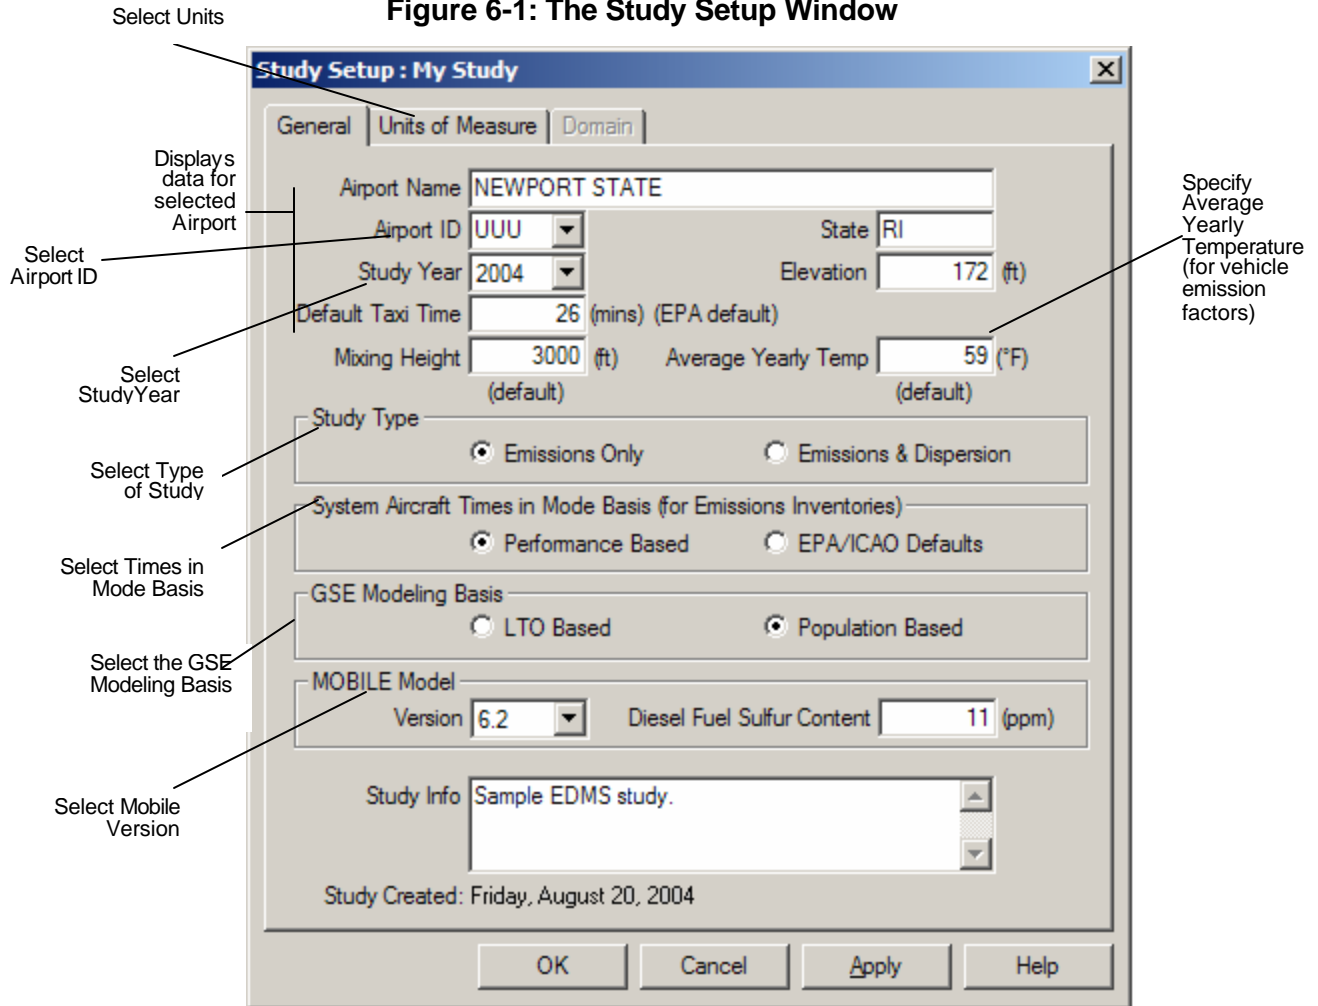 Figure 6-1: The Study Setup Window
Select Units
Study Setup : My Study
General Units of Measure Domain
Displays
data for
selected
Airport
Select
Airport ID
Select
StudyYear
Select Type
of Study
Select Times in
Mode Basis
Select the GSE
Modeling Basis
Select Mobile
Version
Airport Name NEWPORT STATE
Airport ID UUU State RI
Study Year 2004 Elevation 172 (ft)
Default Taxi Time 26 (mins) (EPA default)
Mixing Height 3000 (ft) Average Yearly Temp 59 (°F)
(default) (default)
Study Type
Emissions Only Emissions & Dispersion
System Aircraft Times in Mode Basis (for Emissions Inventories)
Performance Based EPA/ICAO Defaults
GSE Modeling Basis
LTO Based Population Based
MOBILE Model
Version 6.2 Diesel Fuel Sulfur Content 11 (ppm)
Study Info Sample EDMS study.
Study Created: Friday, August 20, 2004
OK Cancel Apply Help
Specify
Average
Yearly
Temperature
(for vehicle
emission
factors)